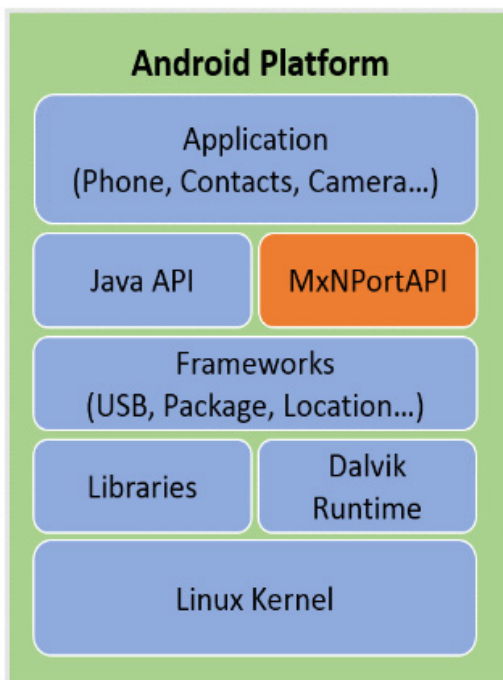 Android Platform
Application
(Phone, Contacts, Camera...)
Java API
MxNPortAPI
Frameworks
(USB, Package, Location...)
Libraries
Dalvik
Runtime
Linux Kernel